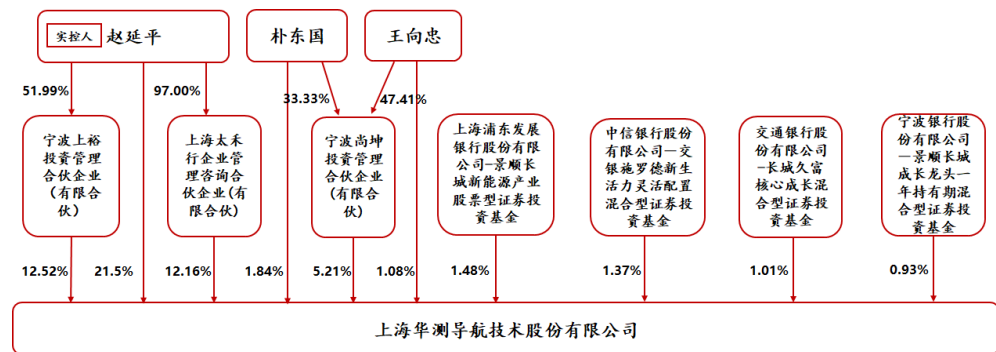 实控人 赵延平
朴东国
王向忠
51.99%
97.00%
33.33%
47.41%
宁波上裕
投资管理
合伙企业
(有限合
伙)
上海太禾
行企业管
理咨询合
伙企业(有
限合伙)
宁波尚坤
投资管理
合伙企业
(有限合
伙)
上海浦东发展
银行股份有限
公司-景顺长
城新能源产业
股票型证券投
資基金
中信银行股份
有限公司—交
银施罗德新生
活力灵活配置
混合型证券投
資基金
交通银行股
份有限公司
-长城久富
核心成长混
合型证券投
資基金
宁波银行股
份有限公司
—景顺长城
成长龙头一
年持有期混
合型证券投
資基金
12.52%
21.5%
12.16%
1.84%
5.21%
1.08%
1.48%
1.37%
1.01%
0.93%
上海华测导航技术股份有限公司